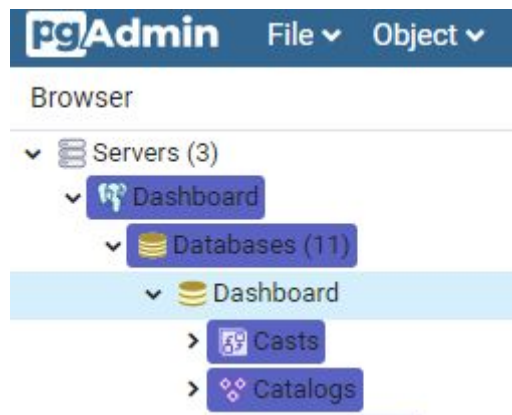 pgAdmin File Object
Browser
Servers (3)
Dashboard
Databases (11)
Dashboard
Casts
Catalogs